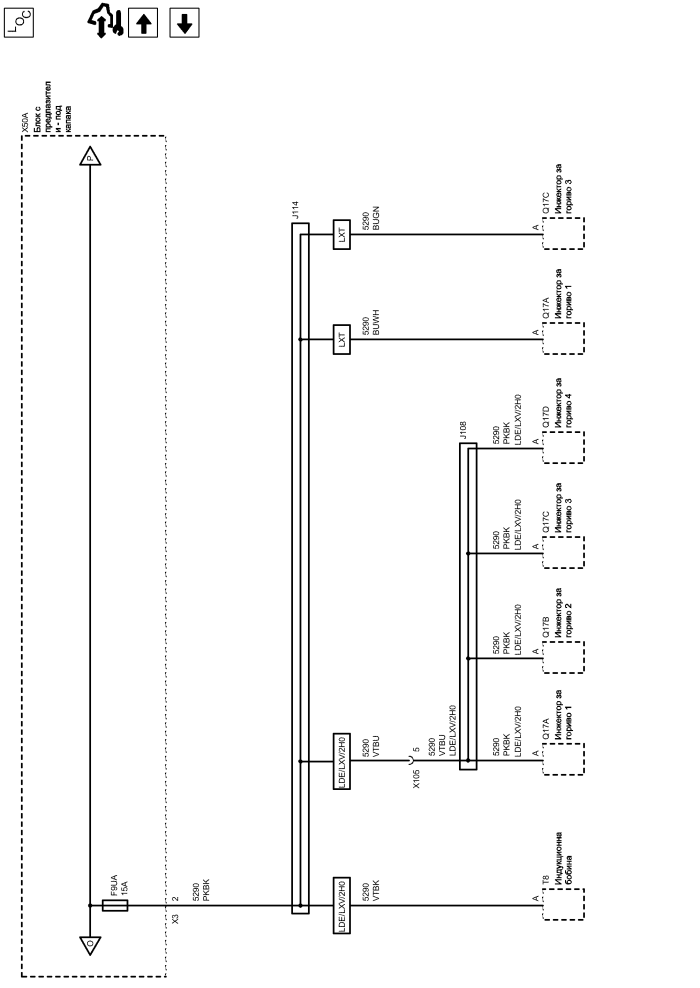 LOC
X50A
Блок с
предпазител
и - под
капака
P
O
F9UA
15A
X3
2
5290
PKBK
J114
LXT
5290
BUGN
A
Q17C
Инжектор за
гориво 3
LXT
5290
BUWH
A
Q17A
Инжектор за
гориво 1
J108
5290
PKBK
LDE/LXV/2H0
A
Q17D
Инжектор за
гориво 4
5290
PKBK
LDE/LXV/2H0
A
Q17C
Инжектор за
гориво 3
5290
PKBK
LDE/LXV/2H0
A
Q17B
Инжектор за
гориво 2
LDE/LXV/2H0
5290
VTBU
X105
5
5290
VTBU
LDE/LXV/2H0
5290
PKBK
LDE/LXV/2H0
A
Q17A
Инжектор за
гориво 1
LDE/LXV/2H0
5290
VTBK
A
T8
Индукционна
бобина